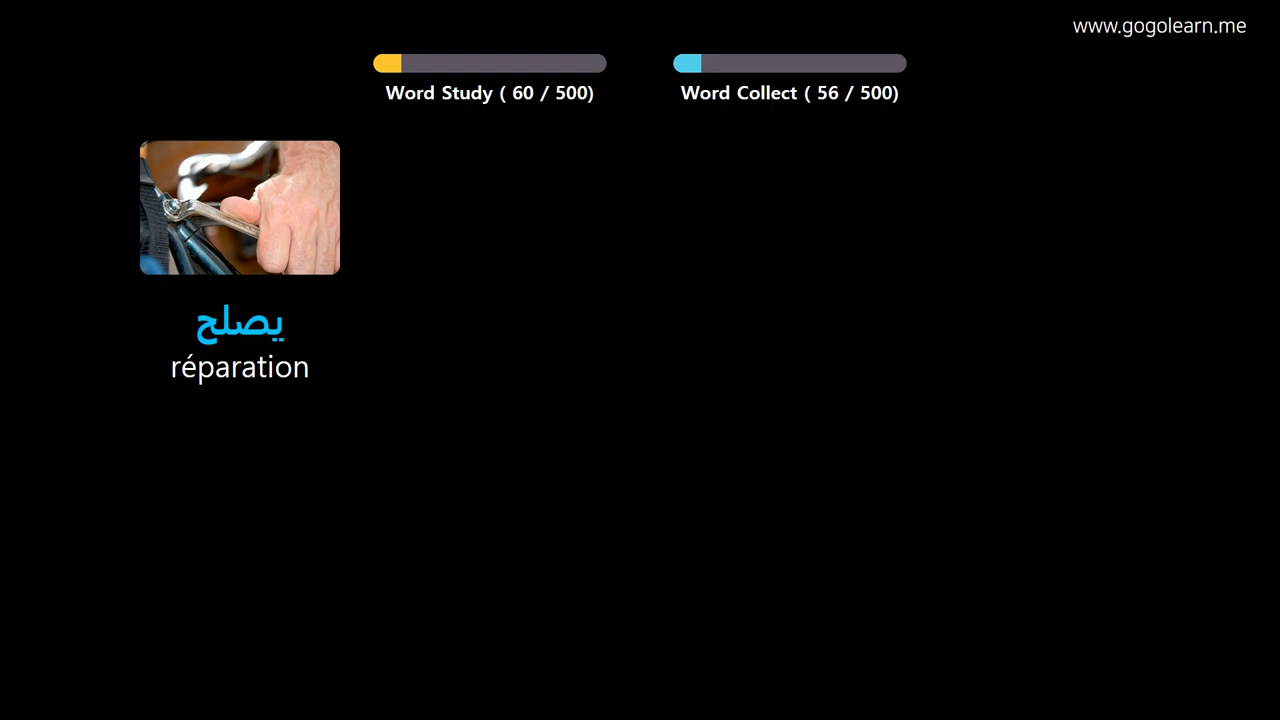 www.gogolearn.me
Word Study ( 60 / 500)
Word Collect ( 56 / 500)
يصلح
réparation